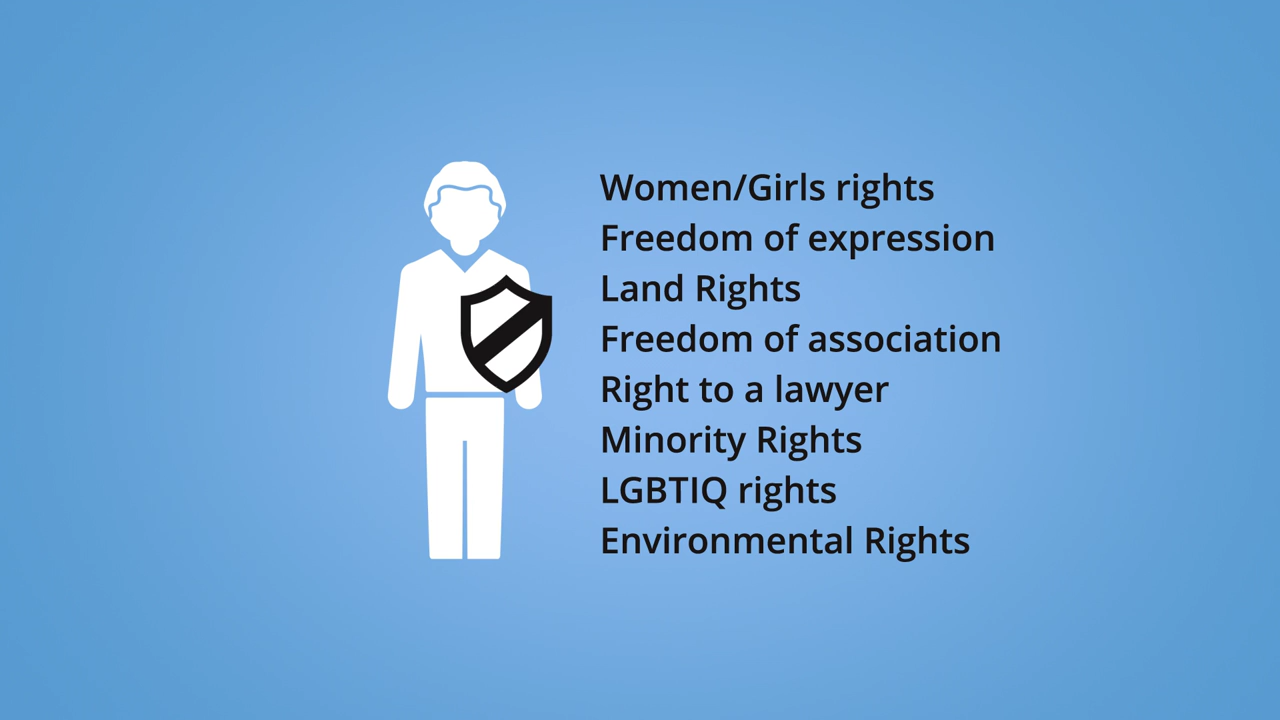 Women/Girls rights
Freedom of expression
Land Rights
Freedom of association
Right to a lawyer
Minority Rights
LGBTIQ rights
Environmental Rights